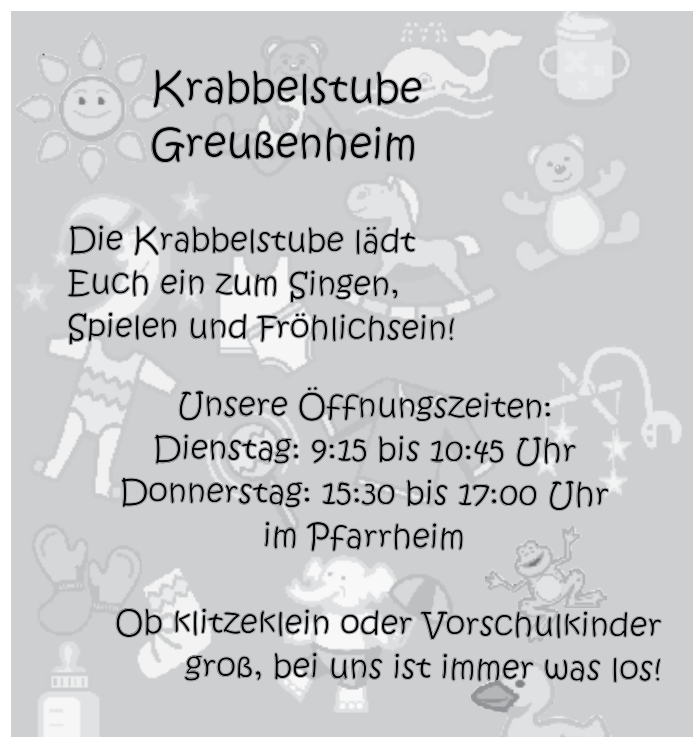 Krabbelstube
Greußenheim
Die Krabbelstube lädt
Euch ein zum Singen,
Spielen und Fröhlichsein!
Unsere Öffnungszeiten:
Dienstag: 9:15 bis 10:45 Uhr
Donnerstag: 15:30 bis 17:00 Uhr
im Pfarrheim
Ob klitzeklein oder Vorschulkinder
groß, bei uns ist immer was los!